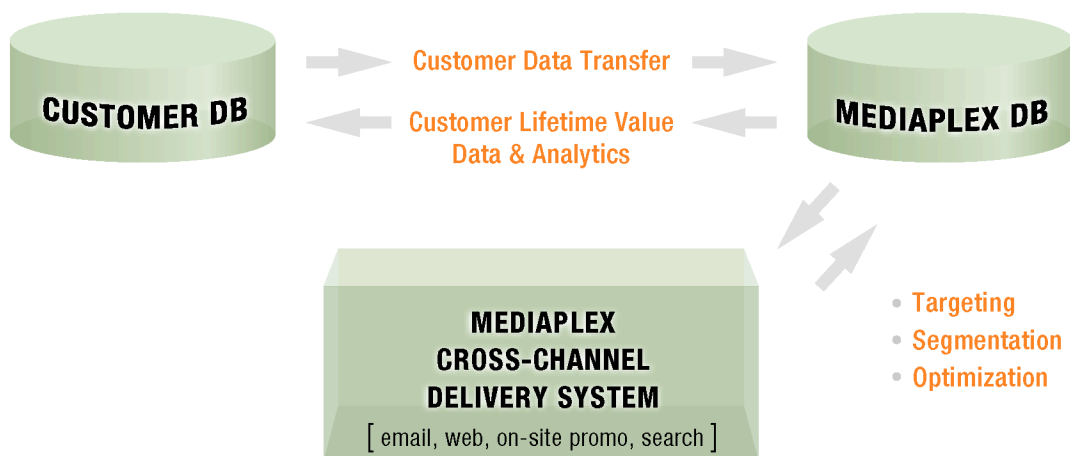 CUSTOMER DB
Customer Data Transfer
Customer Lifetime Value
Data & Analytics
MEDIAPLEX DB
MEDIAPLEX
CROSS-CHANNEL
DELIVERY SYSTEM
[ email, web, on-site promo, search ]
• Targeting
• Segmentation
• Optimization